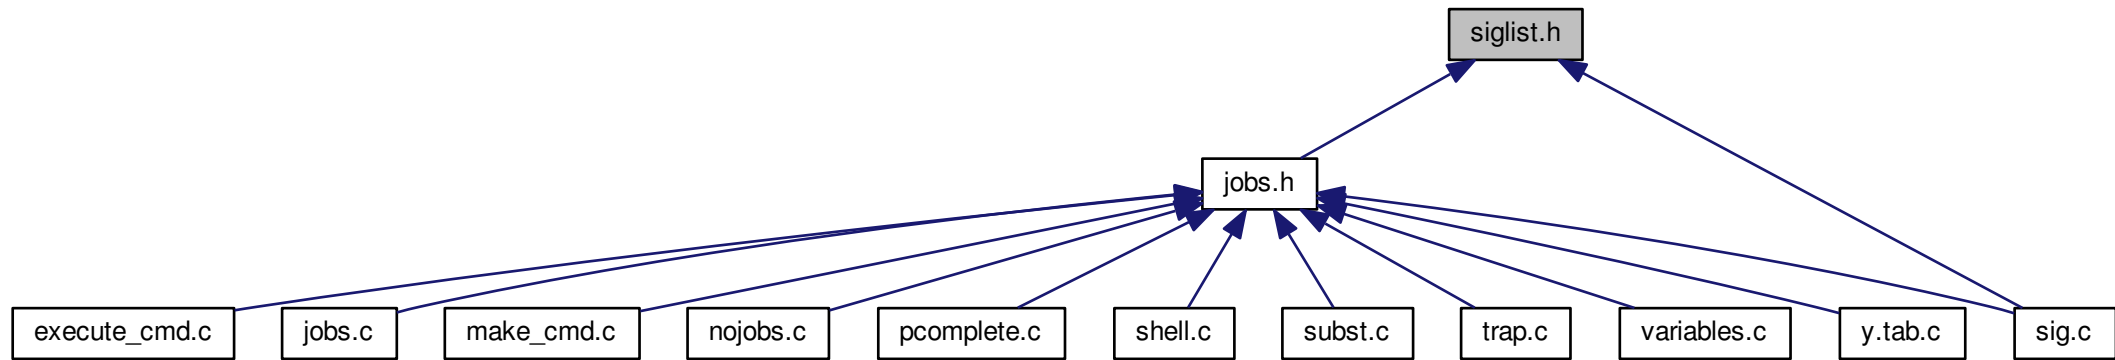 siglist.h
jobs.h
execute_cmd.c
jobs.c
make_cmd.c
nojobs.c
pcomplete.c
shell.c
subst.c
trap.c
variables.c
y.tab.c
sig.c